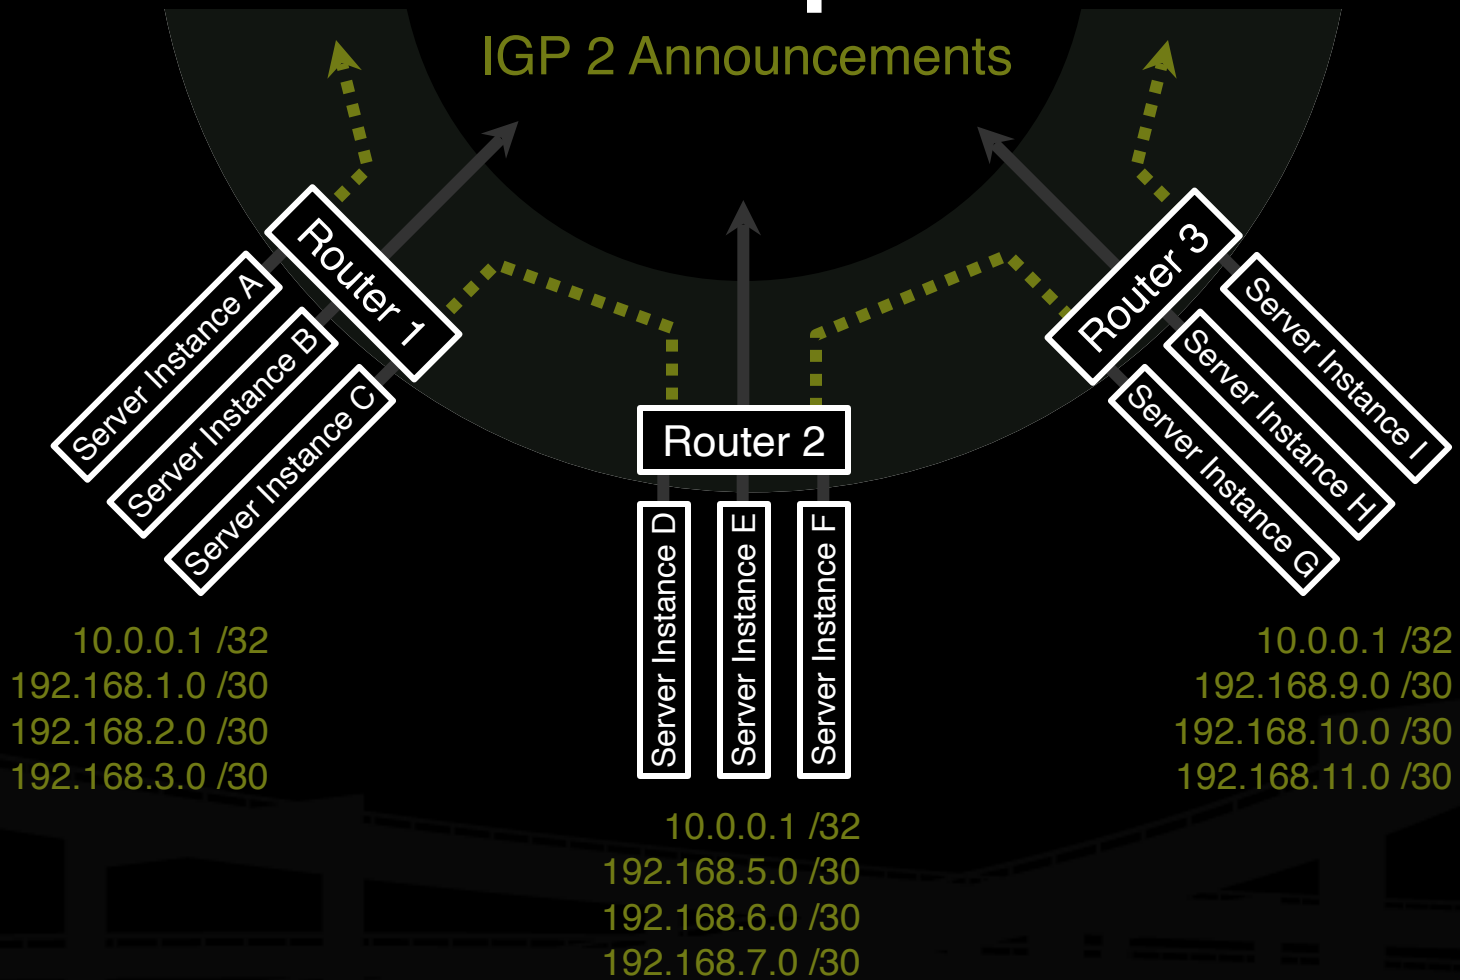 IGP 2 Announcements
Router 1
Server Instance A
Server Instance B
Server Instance C
Router 2
Server Instance D
Server Instance E
Server Instance F
Router 3
Server Instance I
Server Instance H
Server Instance G
10.0.0.1 /32
192.168.1.0 /30
192.168.2.0 /30
192.168.3.0 /30
10.0.0.1 /32
192.168.5.0 /30
192.168.6.0 /30
192.168.7.0 /30
10.0.0.1 /32
192.168.9.0 /30
192.168.10.0 /30
192.168.11.0 /30